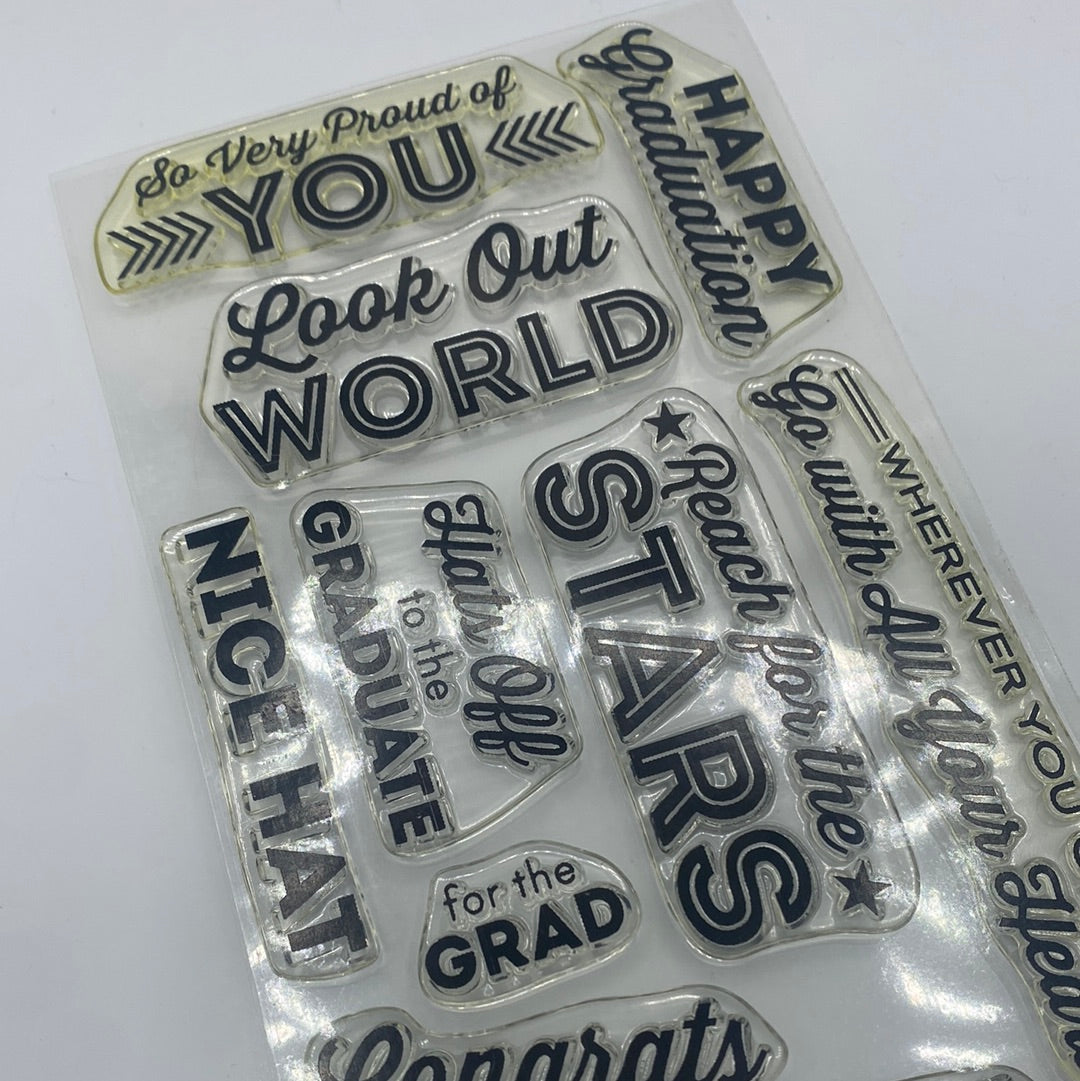 So Very Proud of
YOU
HAPPY
Graduation
Look Out
WORLD
WHEREVER YOU
Go with All Your
Reach for the
STARS
Hats Off
to the
GRADUATE
NICE HAT
for the
GRAD
Congrats